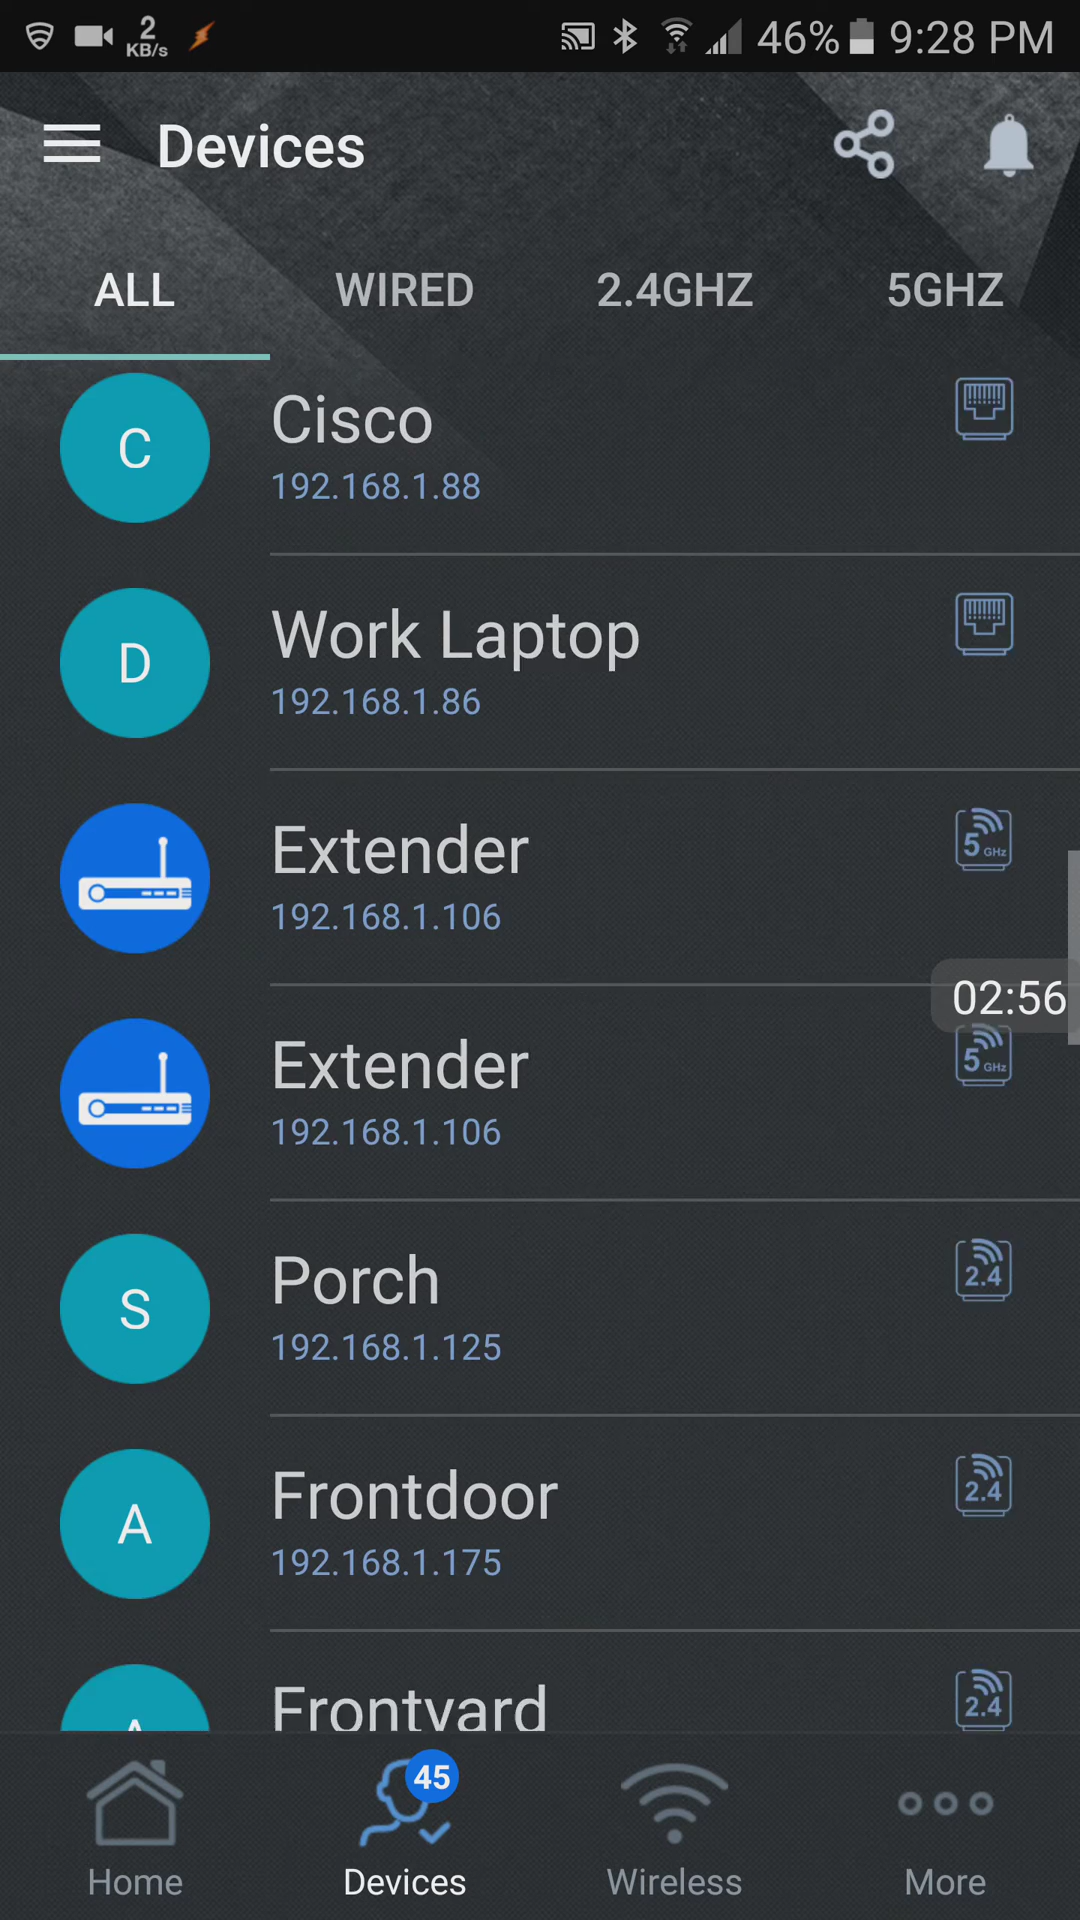 2
KB/s
46% 9:28 PM
Devices
ALL WIRED 2.4GHZ 5GHZ
C Cisco
192.168.1.88
D Work Laptop
192.168.1.86
Extender 5 GHz
192.168.1.106
02:56
Extender 5 GHz
192.168.1.106
S Porch 2.4
192.168.1.125
A Frontdoor 2.4
192.168.1.175
A Frontyard 2.4
45
Home Devices Wireless More